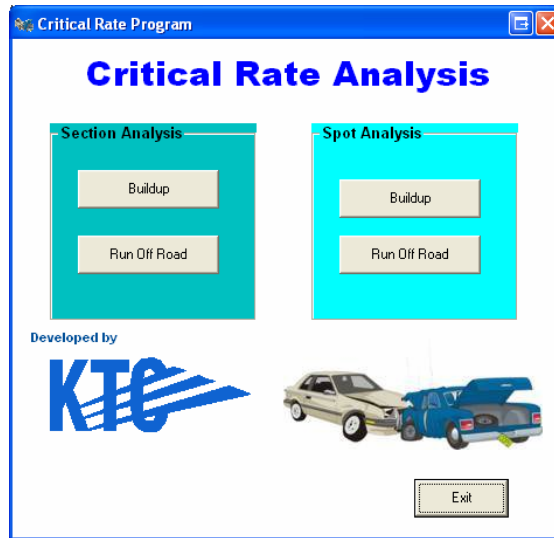 Critical Rate Program
Critical Rate Analysis
Section Analysis
Buildup
Run Off Road
Spot Analysis
Buildup
Run Off Road
Developed by
KTC
Exit